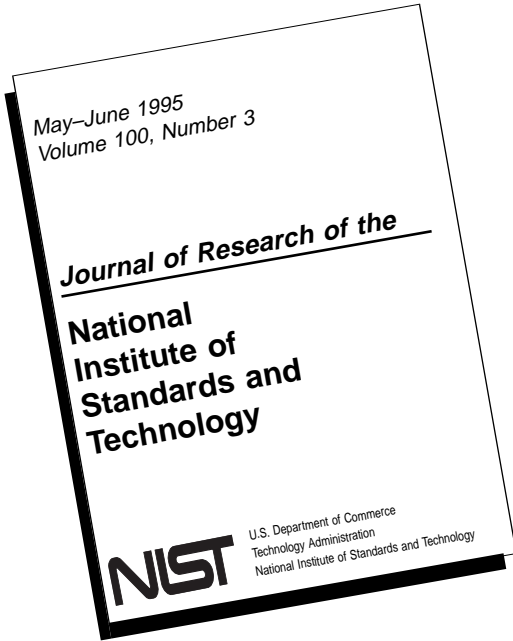 May–June 1995
Volume 100, Number 3
Journal of Research of the
National
Institute of
Standards and
Technology
NIST
U.S. Department of Commerce
Technology Administration
National Institute of Standards and Technology